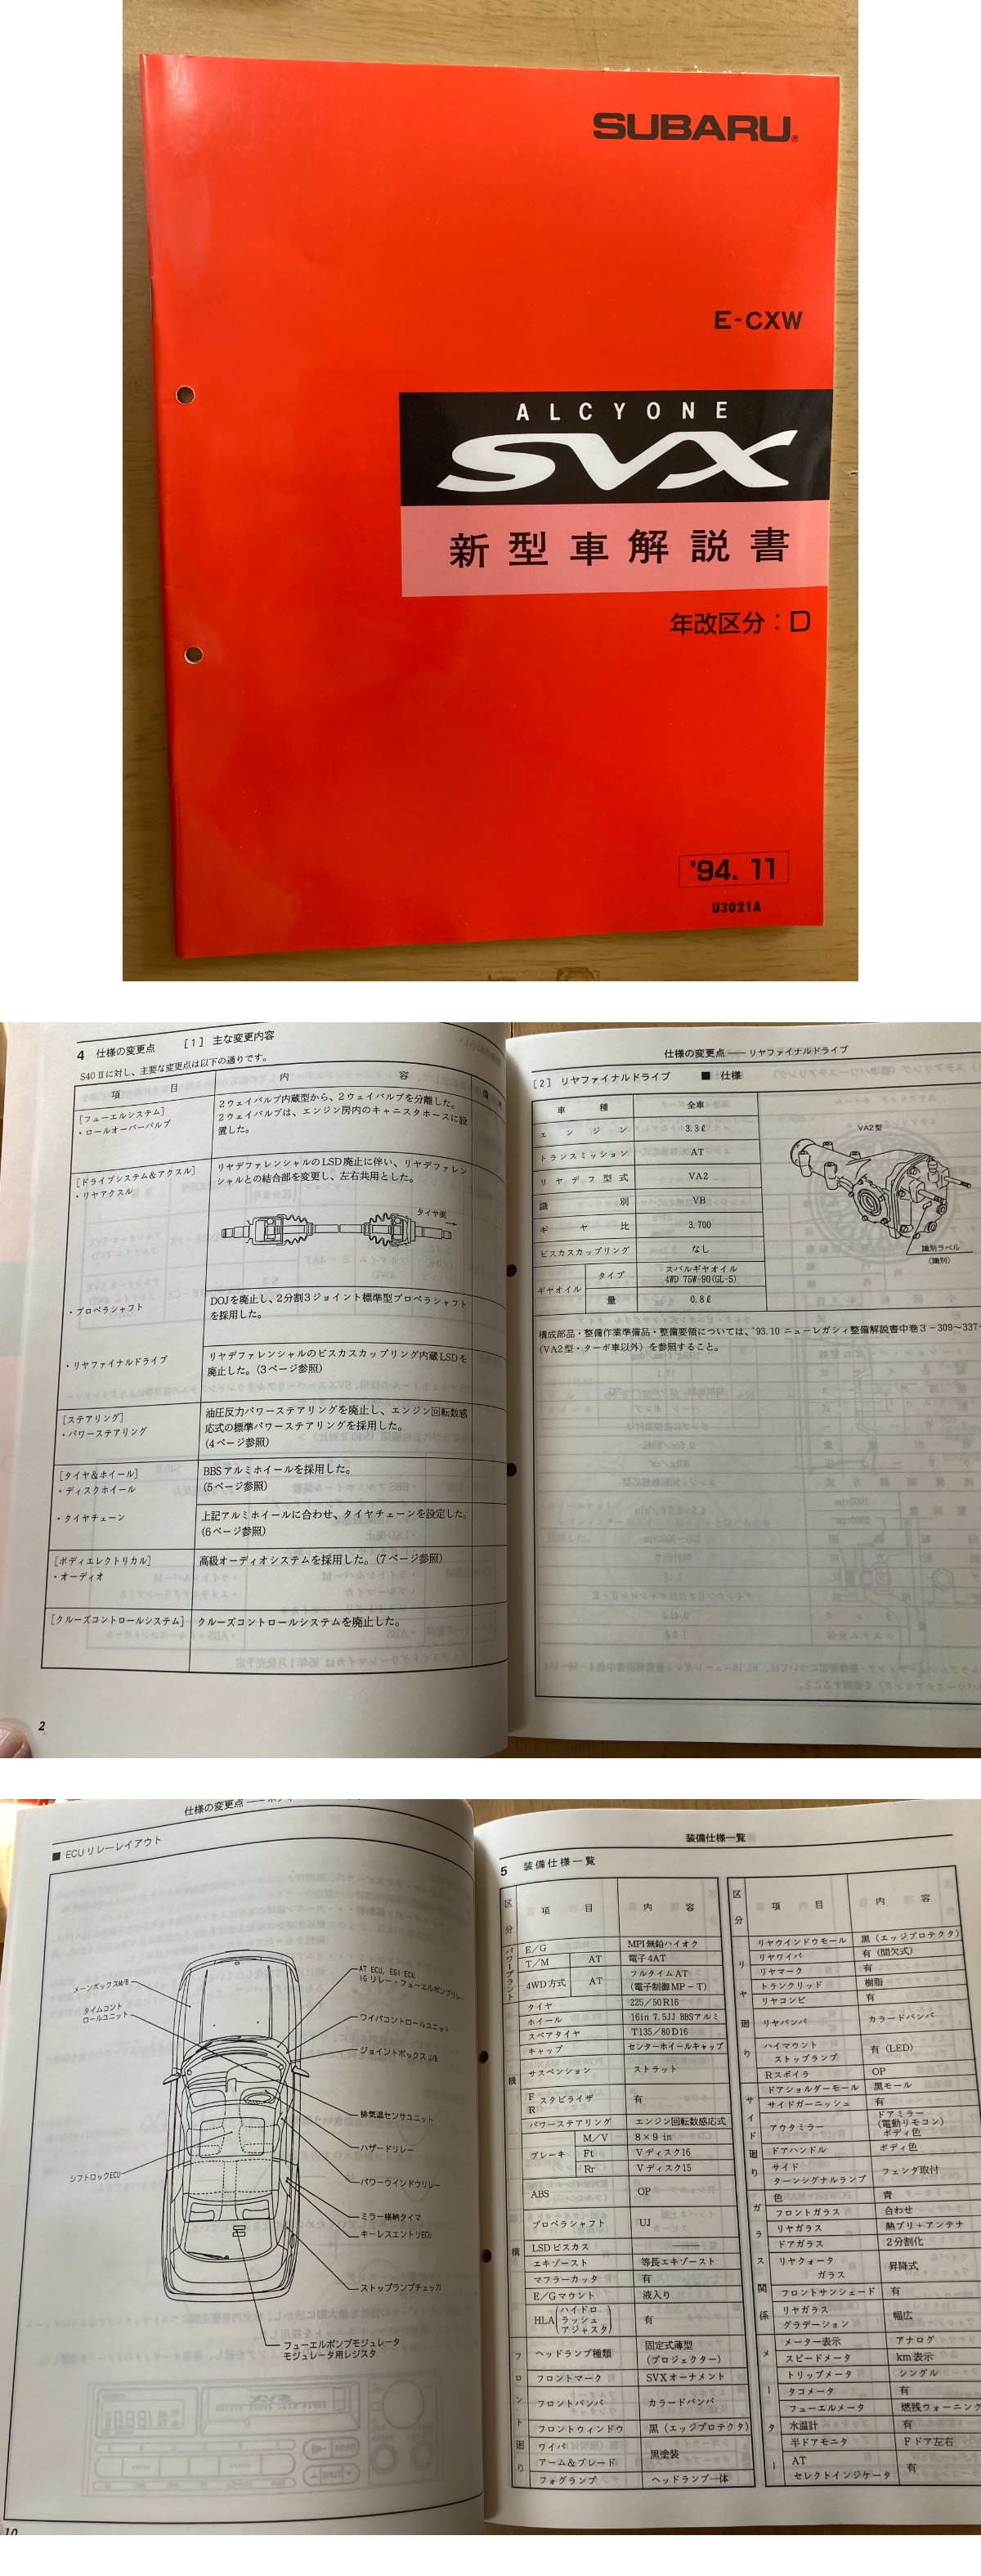 SUBARU®
E-CXW
ALCYONE
SVX
新型車解説書
年改区分：D
'94. 11
U3021A
4 仕様の変更点 [1] 主な変更内容
S40 IIに対し、主要な変更点は以下の通りです。
項 目 内 容 備
[フューエルシステム]
・ロールオーバーバルブ
2ウェイバルブ内蔵型から、2ウェイバルブを分離した。
2ウェイバルブは、エンジン房内のキャニスタホースに設
置した。
[ドライブシステム&アクスル]
・リヤアクスル
リヤデファレンシャルのLSD廃止に伴い、リヤデファレン
シャルとの結合部を変更し、左右共用とした。
タイヤ側
・プロペラシャフト
DOJを廃止し、2分割3ジョイント標準型プロペラシャフト
を採用した。
・リヤファイナルドライブ
リヤデファレンシャルのビスカスカップリング内蔵LSDを
廃止した。(3ページ参照)
[ステアリング]
・パワーステアリング
油圧反力パワーステアリングを廃止し、エンジン回転数感
応式の標準パワーステアリングを採用した。
(4ページ参照)
[タイヤ&ホイール]
・ディスクホイール
BBSアルミホイールを採用した。
(5ページ参照)
・タイヤチェーン
上記アルミホイールに合わせ、タイヤチェーンを設定した。
(6ページ参照)
[ボディエレクトリカル]
・オーディオ
高級オーディオシステムを採用した。(7ページ参照)
[クルーズコントロールシステム] クルーズコントロールシステムを廃止した。
2
仕様の変更点 ── リヤファイナルドライブ
[2] リヤファイナルドライブ ■ 仕様
車 種 全車
エンジン 3.3ℓ
トランスミッション AT
リヤデフ型式 VA2
識別 VB
ギヤ比 3.700
ビスカスカップリング なし
ギヤオイル タイプ スバルギヤオイル
4WD 75W-90(GL-5)
量 0.8ℓ
VA2型
識別ラベル
(識別)
構成部品・整備作業準備品・整備要領については、'93.10 ニューレガシィ整備解説書中巻3-309~337
(VA2型・ターボ車以外)を参照すること。
仕様の変更点
■ ECUリレーレイアウト
メーンボックスM/B
タイムコント
ロールユニット
シフトロックECU
AT ECU, EGI ECU
IG リレー・フューエルポンプリレー
ワイパコントロールユニット
ジョイントボックス J/B
排気温センサユニット
ハザードリレー
パワーウインドウリレー
ミラー格納タイマ
キーレスエントリECU
ストップランプチェッカ
フューエルポンプモジュレータ
モジュレータ用レジスタ
10
装備仕様一覧
5 装備仕様一覧
区分 項 目 内 容
パワープラント
E/G MPI無鉛ハイオク
T/M AT 電子4AT
4WD方式 AT フルタイムAT
(電子制御MP-T)
機構
タイヤ 225/50R16
ホイール 16in 7.5JJ BBSアルミ
スペアタイヤ T135/80D16
キャップ センターホイールキャップ
サスペンション ストラット
F
R スタビライザ 有
パワーステアリング エンジン回転数感応式
ブレーキ M/V 8×9 in
Ft Vディスク16
Rr Vディスク15
ABS OP
プロペラシャフト UJ
LSDビスカス ───
エキゾースト 等長エキゾースト
マフラーカッタ 有
E/Gマウント 液入り
HLA(ハイドロ
ラッシュ
アジャスタ) 有
フロント廻り
ヘッドランプ種類 固定式薄型
(プロジェクター)
フロントマーク SVXオーナメント
フロントバンパ カラードバンパ
フロントウィンドウ 黒(エッジプロテクタ)
ワイパ
アーム&ブレード 黒塗装
フォグランプ ヘッドランプ一体
区分 項 目 内 容
リヤ廻り
リヤウインドウモール 黒(エッジプロテクタ)
リヤワイパ 有(間欠式)
リヤマーク 有
トランクリッド 樹脂
リヤコンビ 有
リヤバンパ カラードバンパ
ハイマウント
ストップランプ 有(LED)
Rスポイラ OP
サイド廻り
ドアショルダーモール 黒モール
サイドガーニッシュ 有
アウタミラー ドアミラー
(電動リモコン)
ボディ色
ドアハンドル ボディ色
サイド
ターンシグナルランプ フェンダ取付
ガラス関係
色 青
フロントガラス 合わせ
リヤガラス 熱プリ+アンテナ
ドアガラス 2分割化
リヤクォータ
ガラス 昇降式
フロントサンシェード 有
リヤガラス
グラデーション 幅広
メーター
メーター表示 アナログ
スピードメータ km表示
トリップメータ シングル
タコメータ 有
フューエルメータ 燃残ウォーニング
水温計 有
半ドアモニタ Fドア左右
AT
セレクトインジケータ 有